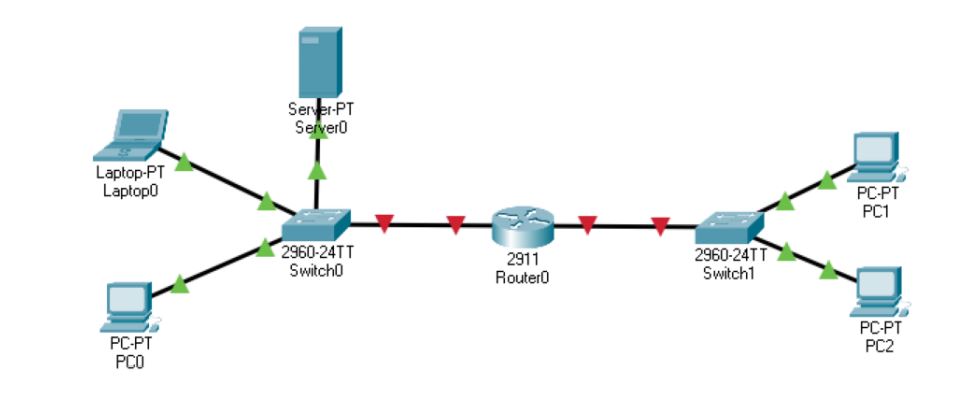 Server-PT
Server0
Laptop-PT
Laptop0
PC-PT
PC1
2960-24TT
Switch0
2911
Router0
2960-24TT
Switch1
PC-PT
PC0
PC-PT
PC2